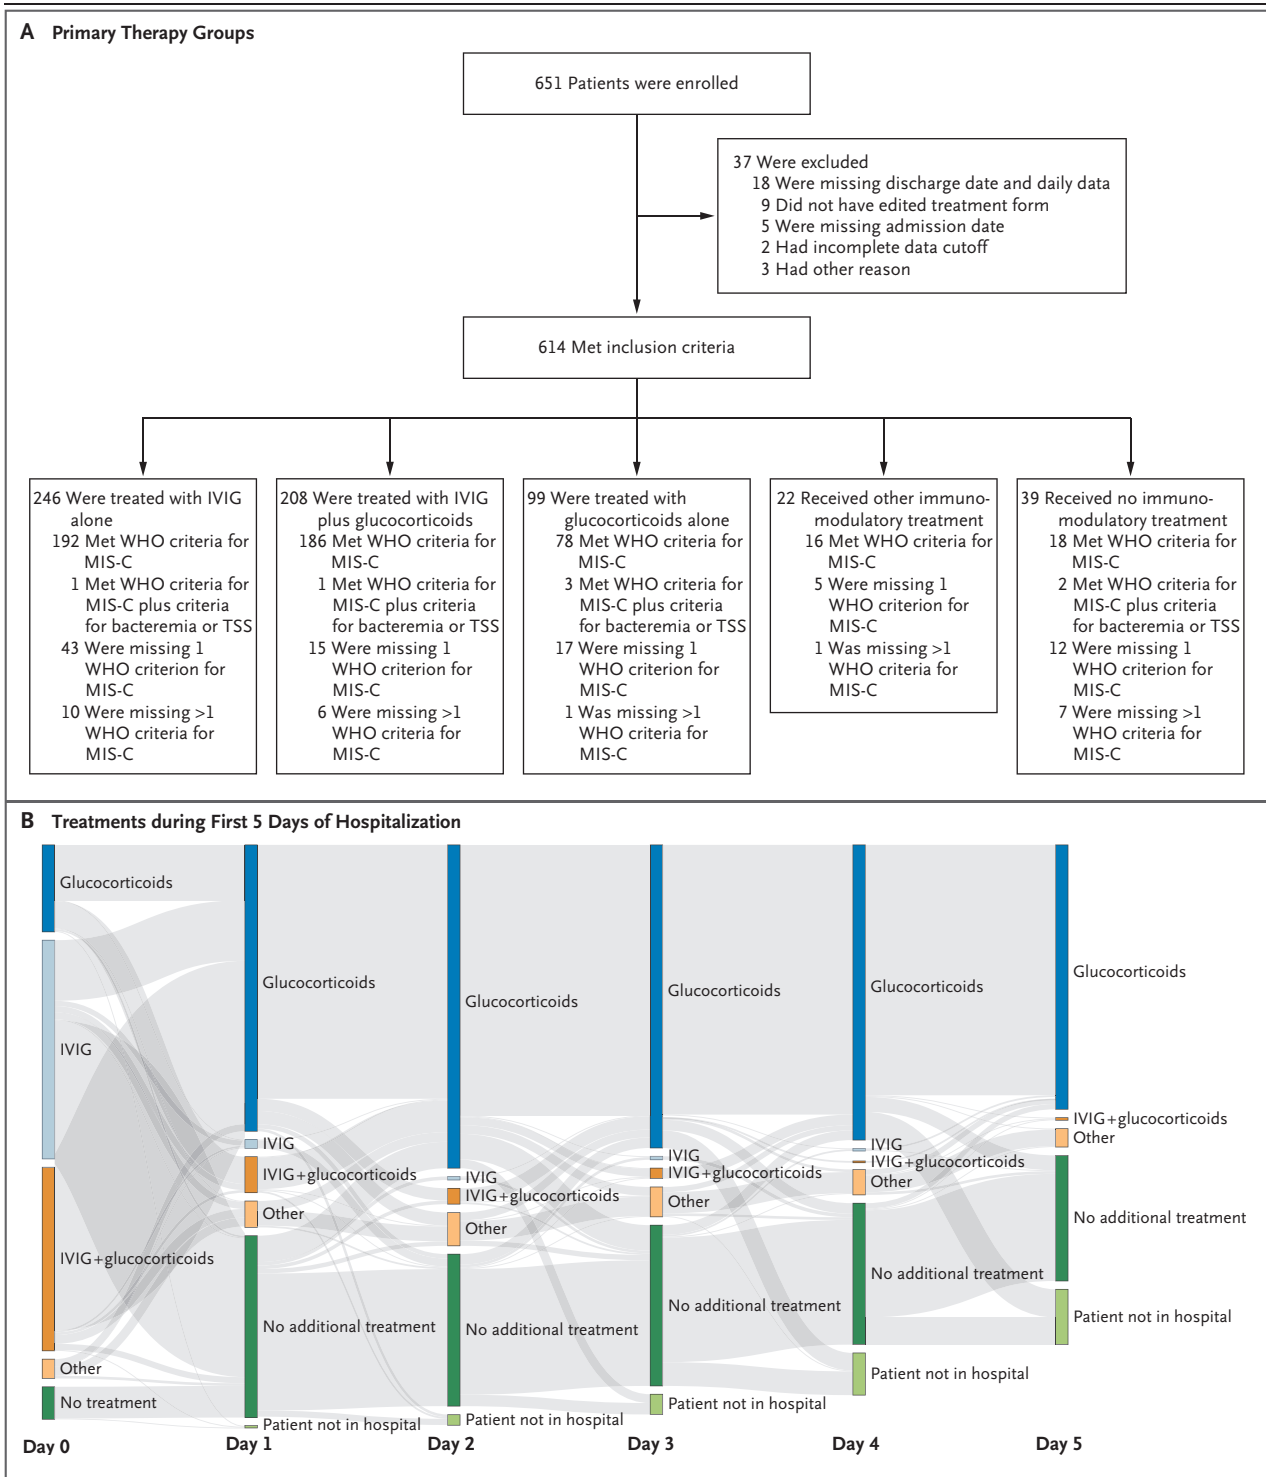 A Primary Therapy Groups
651 Patients were enrolled
37 Were excluded
18 Were missing discharge date and daily data
9 Did not have edited treatment form
5 Were missing admission date
2 Had incomplete data cutoff
3 Had other reason
614 Met inclusion criteria
246 Were treated with IVIG
alone
192 Met WHO criteria for
MIS-C
1 Met WHO criteria for
MIS-C plus criteria
for bacteremia or TSS
43 Were missing 1
WHO criterion for
MIS-C
10 Were missing >1
WHO criteria for
MIS-C
208 Were treated with IVIG
plus glucocorticoids
186 Met WHO criteria for
MIS-C
1 Met WHO criteria for
MIS-C plus criteria
for bacteremia or TSS
15 Were missing 1
WHO criterion for
MIS-C
6 Were missing >1
WHO criteria for
MIS-C
99 Were treated with
glucocorticoids alone
78 Met WHO criteria for
MIS-C
3 Met WHO criteria for
MIS-C plus criteria
for bacteremia or TSS
17 Were missing 1
WHO criterion for
MIS-C
1 Was missing >1
WHO criteria for
MIS-C
22 Received other immuno-
modulatory treatment
16 Met WHO criteria for
MIS-C
5 Were missing 1
WHO criterion for
MIS-C
1 Was missing >1
WHO criteria for
MIS-C
39 Received no immuno-
modulatory treatment
18 Met WHO criteria for
MIS-C
2 Met WHO criteria for
MIS-C plus criteria
for bacteremia or TSS
12 Were missing 1
WHO criterion for
MIS-C
7 Were missing >1
WHO criteria for
MIS-C
B Treatments during First 5 Days of Hospitalization
Glucocorticoids
IVIG
IVIG+glucocorticoids
Other
No treatment
Day 0
Glucocorticoids
IVIG
IVIG+glucocorticoids
Other
No additional treatment
Patient not in hospital
Day 1
Glucocorticoids
IVIG
IVIG+glucocorticoids
Other
No additional treatment
Patient not in hospital
Day 2
Glucocorticoids
IVIG
IVIG+glucocorticoids
Other
No additional treatment
Patient not in hospital
Day 3
Glucocorticoids
IVIG
IVIG+glucocorticoids
Other
No additional treatment
Patient not in hospital
Day 4
Glucocorticoids
IVIG+glucocorticoids
Other
No additional treatment
Patient not in hospital
Day 5